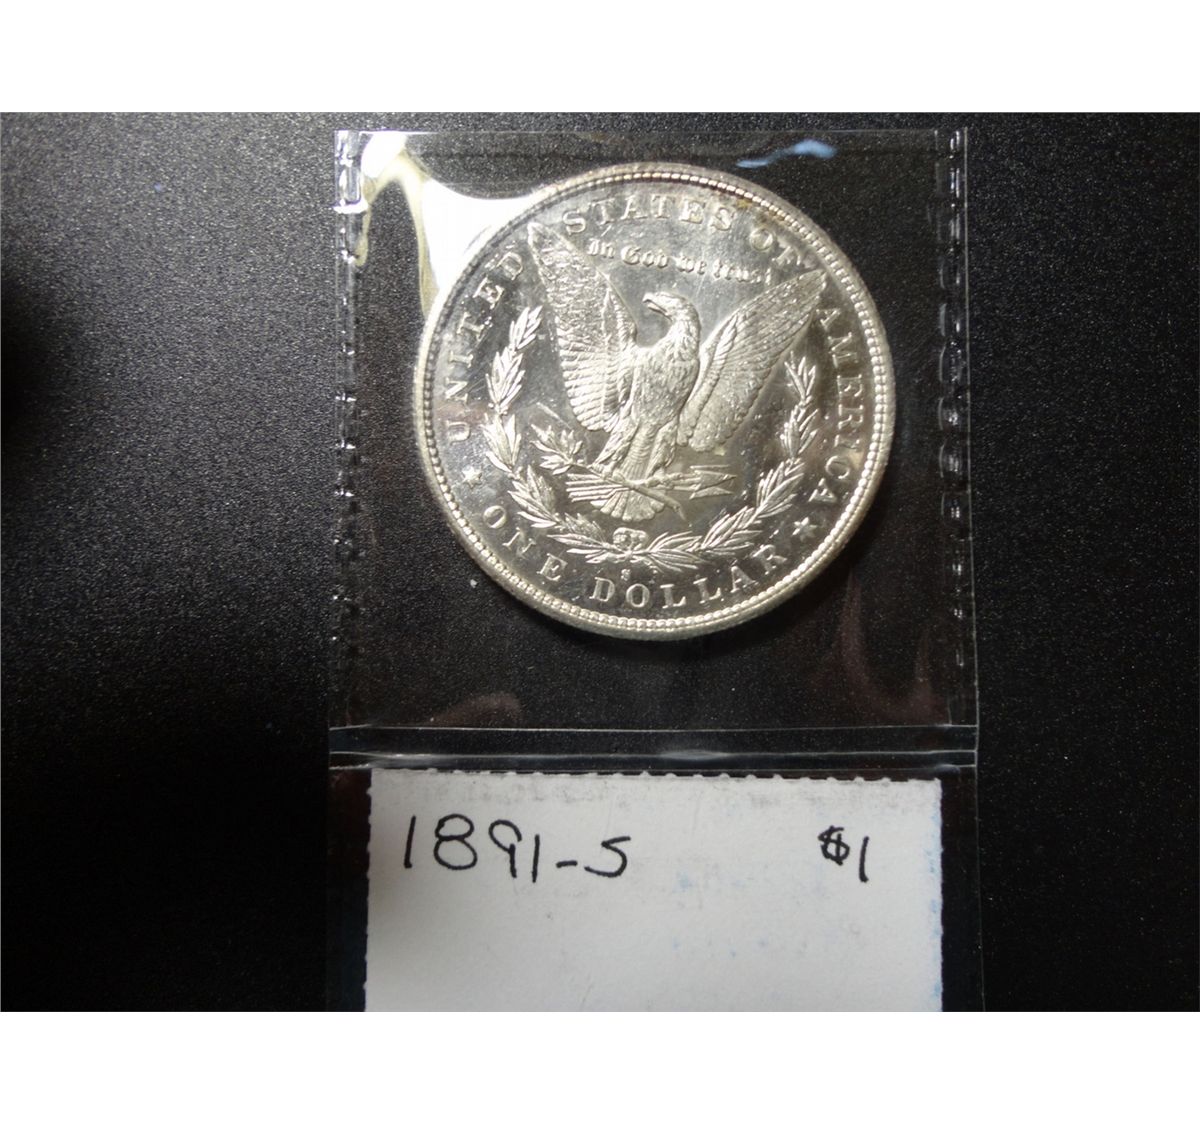 UNITED STATES OF AMERICA
In God we trust
S
ONE DOLLAR
1891-S $1